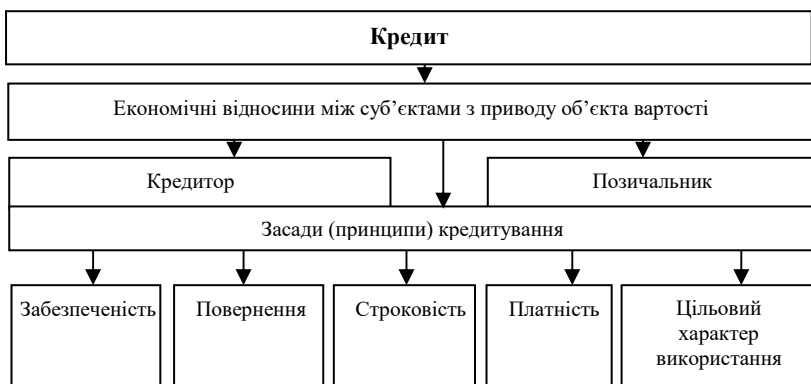 Кредит
Економічні відносини між суб’єктами з приводу об’єкта вартості
Кредитор
Позичальник
Засади (принципи) кредитування
Забезпеченість
Повернення
Строковість
Платність
Цільовий
характер
використання